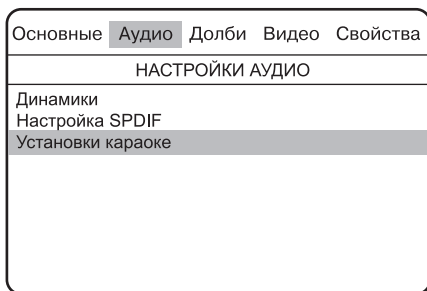 Основные Аудио Долби Видео Свойства
НАСТРОЙКИ АУДИО
Динамики
Настройка SPDIF
Установки караоке